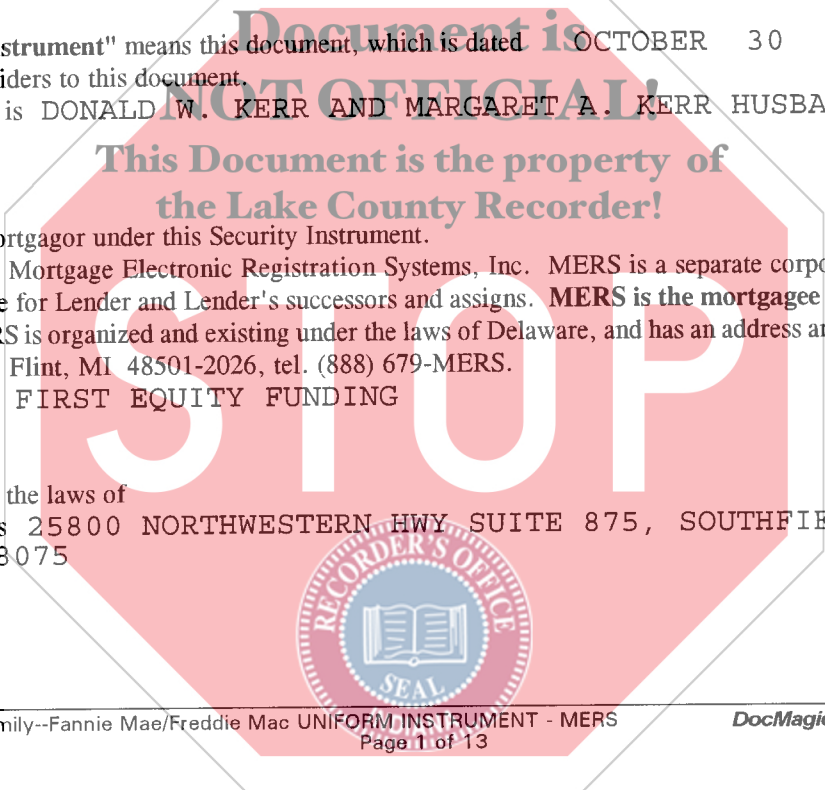 Document is
strument" means this document, which is dated OCTOBER 30
iders to this document.
is DONALD W. KERR AND MARGARET A. KERR HUSBA
NOT OFFICIAL!
This Document is the property of
the Lake County Recorder!
ortgagor under this Security Instrument.
Mortgage Electronic Registration Systems, Inc. MERS is a separate corpo
e for Lender and Lender's successors and assigns. MERS is the mortgagee
RS is organized and existing under the laws of Delaware, and has an address an
Flint, MI 48501-2026, tel. (888) 679-MERS.
STOP
FIRST EQUITY FUNDING
the laws of
s 25800 NORTHWESTERN HWY SUITE 875, SOUTHFIE
8075
RECORDER'S OFFICE
SEAL
INDIANA
mily--Fannie Mae/Freddie Mac UNIFORM INSTRUMENT - MERS
DocMagic
Page 1 of 13